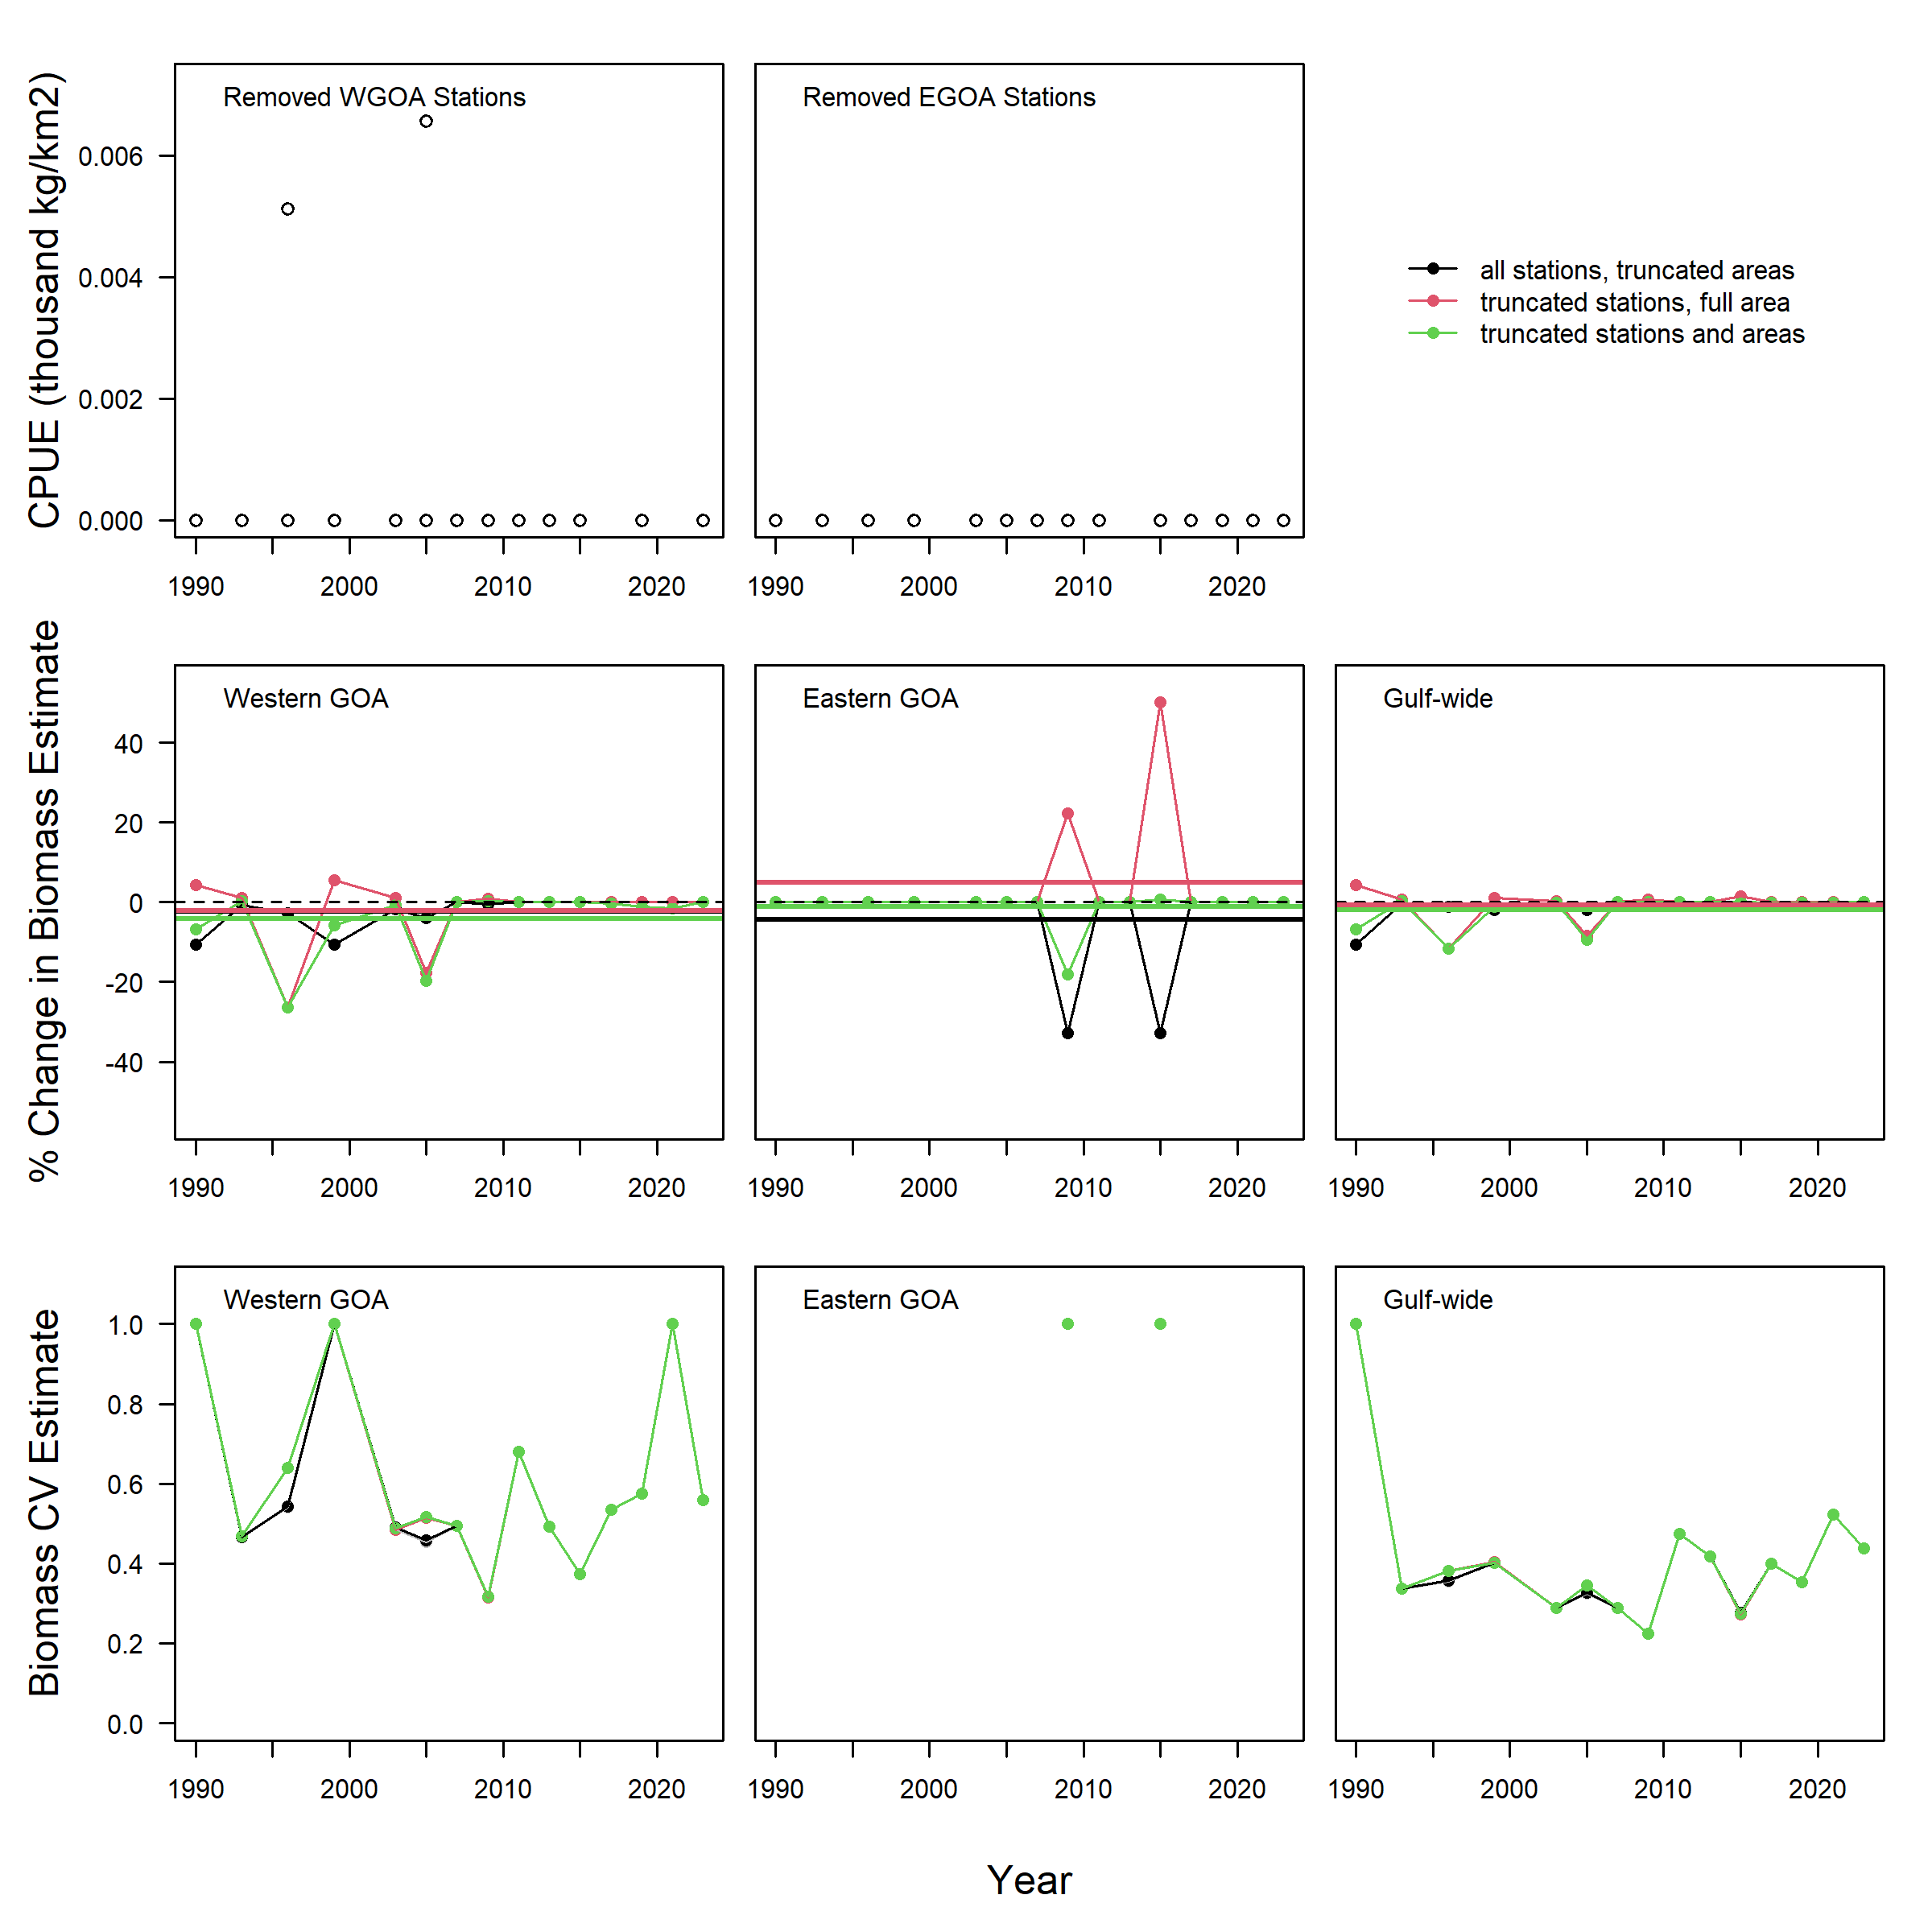 Removed WGOA Stations
Removed EGOA Stations
CPUE (thousand kg/km2)
0.006
0.004
0.002
0.000
1990 2000 2010 2020
1990 2000 2010 2020
all stations, truncated areas
truncated stations, full area
truncated stations and areas
% Change in Biomass Estimate
Western GOA
Eastern GOA
Gulf-wide
40
20
0
-20
-40
1990 2000 2010 2020
1990 2000 2010 2020
1990 2000 2010 2020
Biomass CV Estimate
Western GOA
Eastern GOA
Gulf-wide
1.0
0.8
0.6
0.4
0.2
0.0
1990 2000 2010 2020
1990 2000 2010 2020
1990 2000 2010 2020
Year